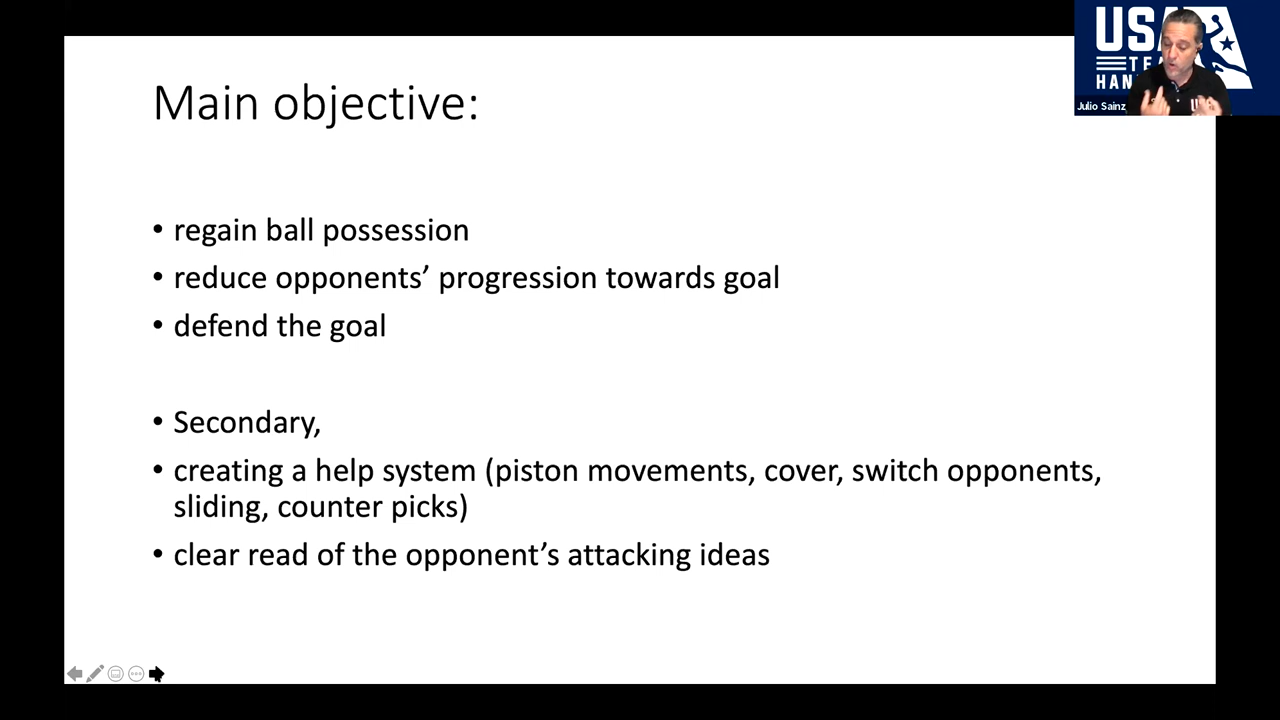 Main objective:
• regain ball possession
• reduce opponents’ progression towards goal
• defend the goal
• Secondary,
• creating a help system (piston movements, cover, switch opponents,
sliding, counter picks)
• clear read of the opponent’s attacking ideas
Julio Sainz